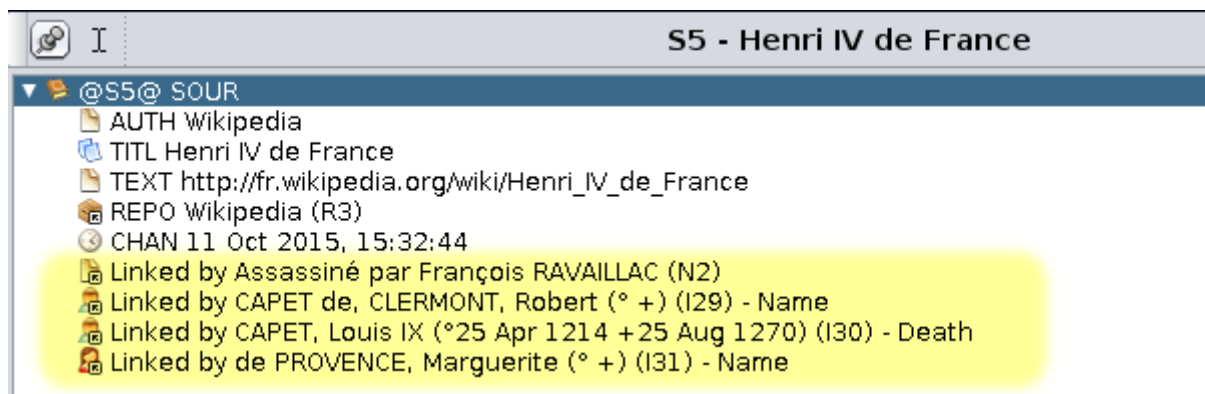 S5 - Henri IV de France
@S5@ SOUR
AUTH Wikipedia
TITL Henri IV de France
TEXT http://fr.wikipedia.org/wiki/Henri_IV_de_France
REPO Wikipedia (R3)
CHAN 11 Oct 2015, 15:32:44
Linked by Assassiné par François RAVAILLAC (N2)
Linked by CAPET de, CLERMONT, Robert (° +) (I29) - Name
Linked by CAPET, Louis IX (°25 Apr 1214 +25 Aug 1270) (I30) - Death
Linked by de PROVENCE, Marguerite (° +) (I31) - Name